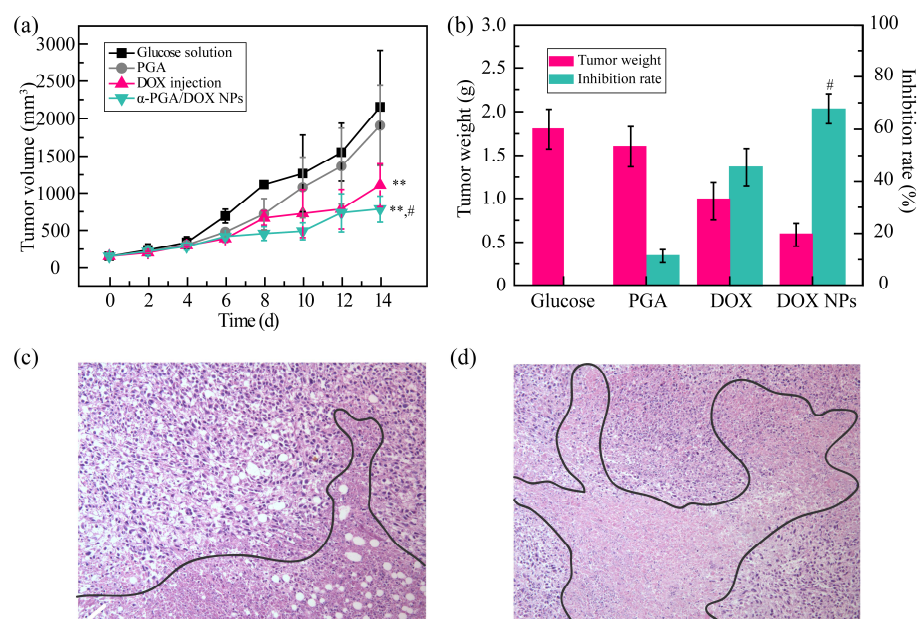 (a)
3000
2500
2000
1500
1000
500
0
Tumor volume (mm³)
Glucose solution
PGA
DOX injection
α-PGA/DOX NPs
**
**,#
0 2 4 6 8 10 12 14
Time (d)
(b)
3.0
2.5
2.0
1.5
1.0
0.5
0
Tumor weight (g)
Tumor weight
Inhibition rate
#
100
80
60
40
20
0
Inhibition rate (%)
Glucose PGA DOX DOX NPs
(c)
(d)